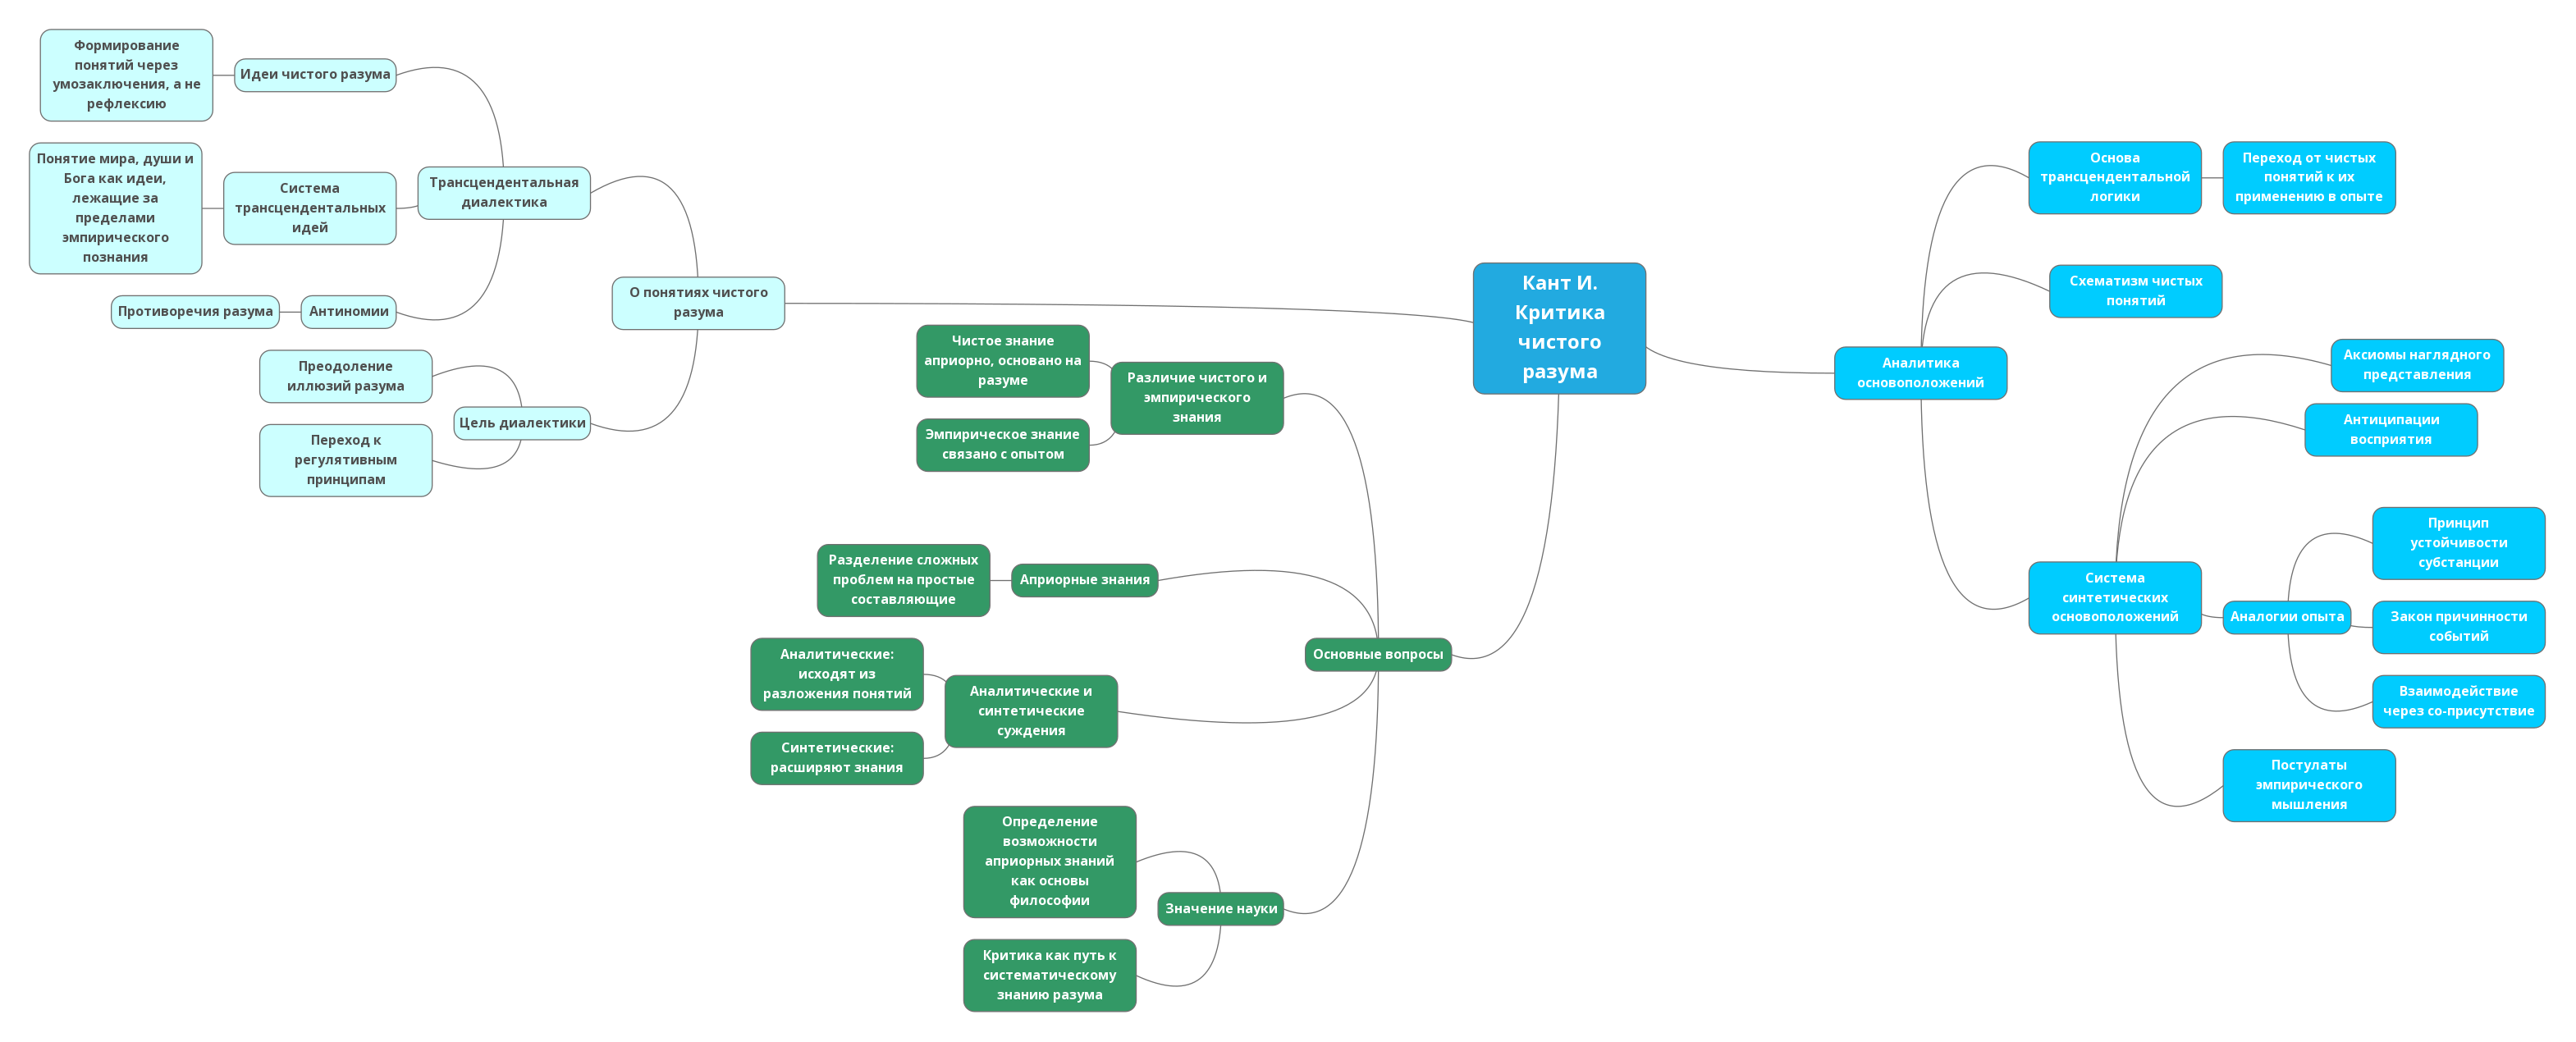 Кант И.
Критика
чистого
разума
О понятиях чистого
разума
Трансцендентальная
диалектика
Идеи чистого разума
Формирование
понятий через
умозаключения, а не
рефлексию
Система
трансцендентальных
идей
Понятие мира, души и
Бога как идеи,
лежащие за
пределами
эмпирического
познания
Антиномии
Противоречия разума
Цель диалектики
Преодоление
иллюзий разума
Переход к
регулятивным
принципам
Основные вопросы
Различие чистого и
эмпирического
знания
Чистое знание
априорно, основано на
разуме
Эмпирическое знание
связано с опытом
Априорные знания
Разделение сложных
проблем на простые
составляющие
Аналитические и
синтетические
суждения
Аналитические:
исходят из
разложения понятий
Синтетические:
расширяют знания
Значение науки
Определение
возможности
априорных знаний
как основы
философии
Критика как путь к
систематическому
знанию разума
Аналитика
основоположений
Основа
трансцендентальной
логики
Переход от чистых
понятий к их
применению в опыте
Схематизм чистых
понятий
Система
синтетических
основоположений
Аксиомы наглядного
представления
Антиципации
восприятия
Аналогии опыта
Принцип
устойчивости
субстанции
Закон причинности
событий
Взаимодействие
через со-присутствие
Постулаты
эмпирического
мышления